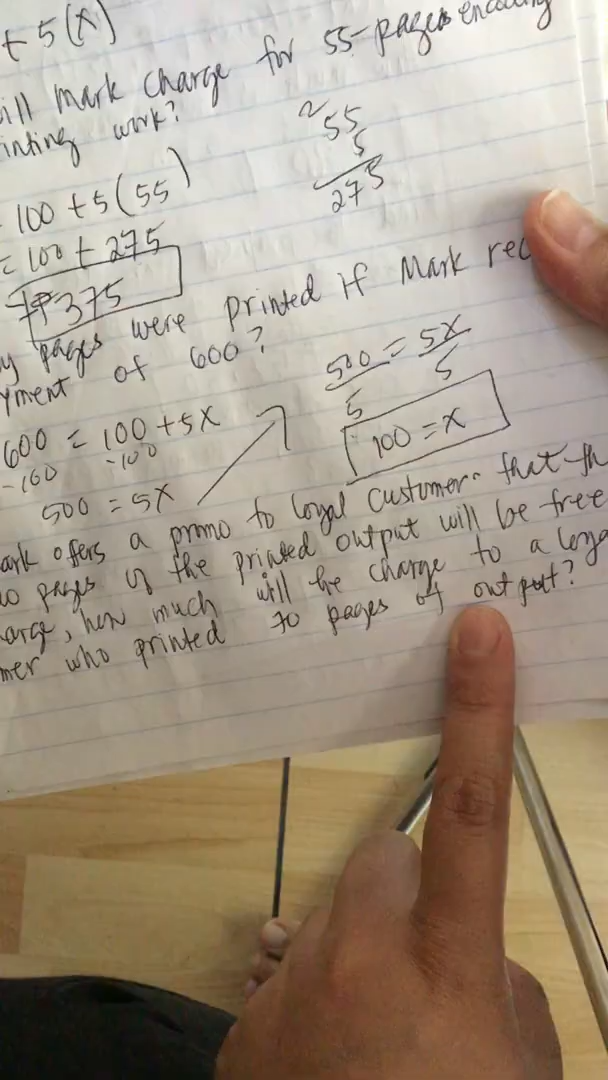 + 5(x)
ill Mark charge for 55-pages encoding
inting work?
55
5
275
= 100 + 5(55)
= 100 + 275
₱375
y pages were printed if Mark rec
yment of 600?
600 = 100 + 5x
-100 -100
500 = 5x
500 = 5x
5 5
100 = x
ark offers a promo to loyal customer that th
pages of the printed output will be free
arge, how much will he charge to a loya
mer who printed 70 pages of output?